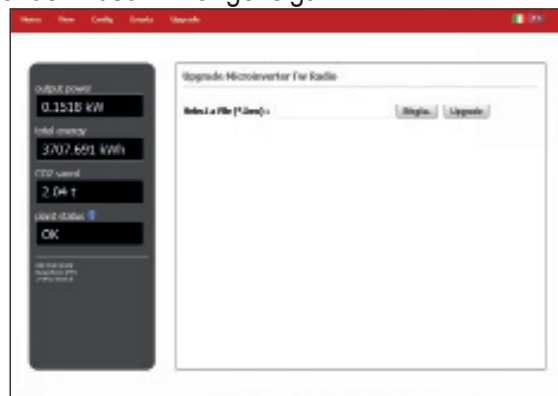 Home View Config Events Upgrade
output power
0.1518 kW
total energy
3707.691 kWh
CO2 saved
2.04 t
plant status
OK
Upgrade Microinverter Fw Radio
Select a File (*.
Sfoglia... Upgrade